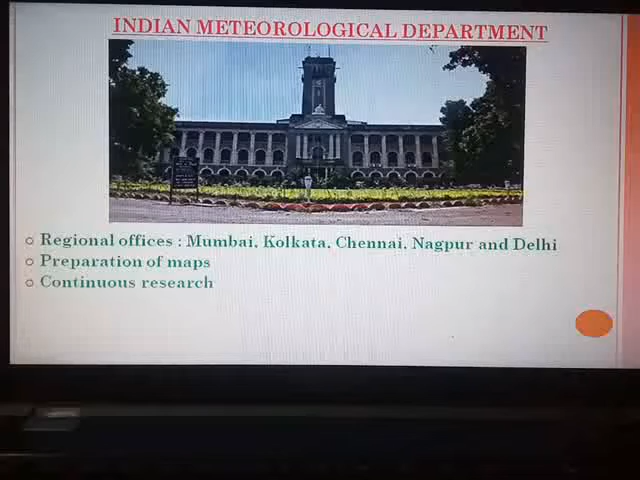 INDIAN METEOROLOGICAL DEPARTMENT
Regional offices : Mumbai, Kolkata, Chennai, Nagpur and Delhi
Preparation of maps
Continuous research